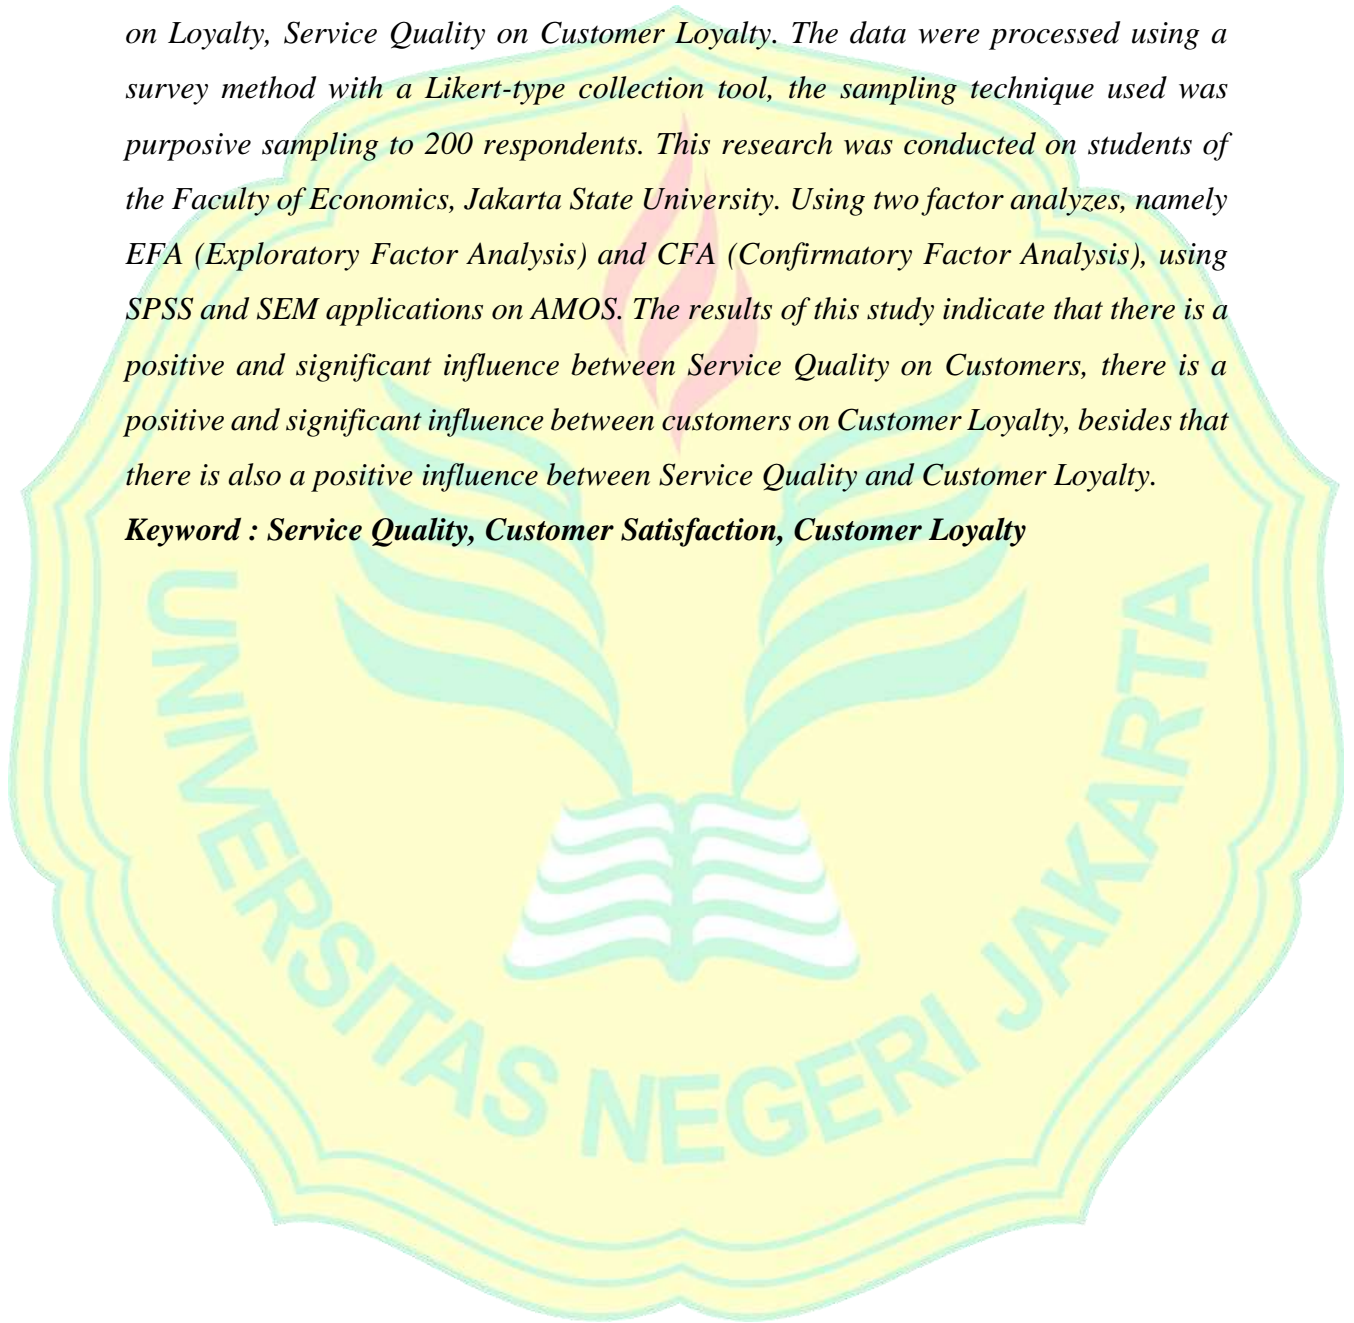 on Loyalty, Service Quality on Customer Loyalty. The data were processed using a
survey method with a Likert-type collection tool, the sampling technique used was
purposive sampling to 200 respondents. This research was conducted on students of
the Faculty of Economics, Jakarta State University. Using two factor analyzes, namely
EFA (Exploratory Factor Analysis) and CFA (Confirmatory Factor Analysis), using
SPSS and SEM applications on AMOS. The results of this study indicate that there is a
positive and significant influence between Service Quality on Customers, there is a
positive and significant influence between customers on Customer Loyalty, besides that
there is also a positive influence between Service Quality and Customer Loyalty.
Keyword : Service Quality, Customer Satisfaction, Customer Loyalty
UNIVERSITAS NEGERI JAKARTA